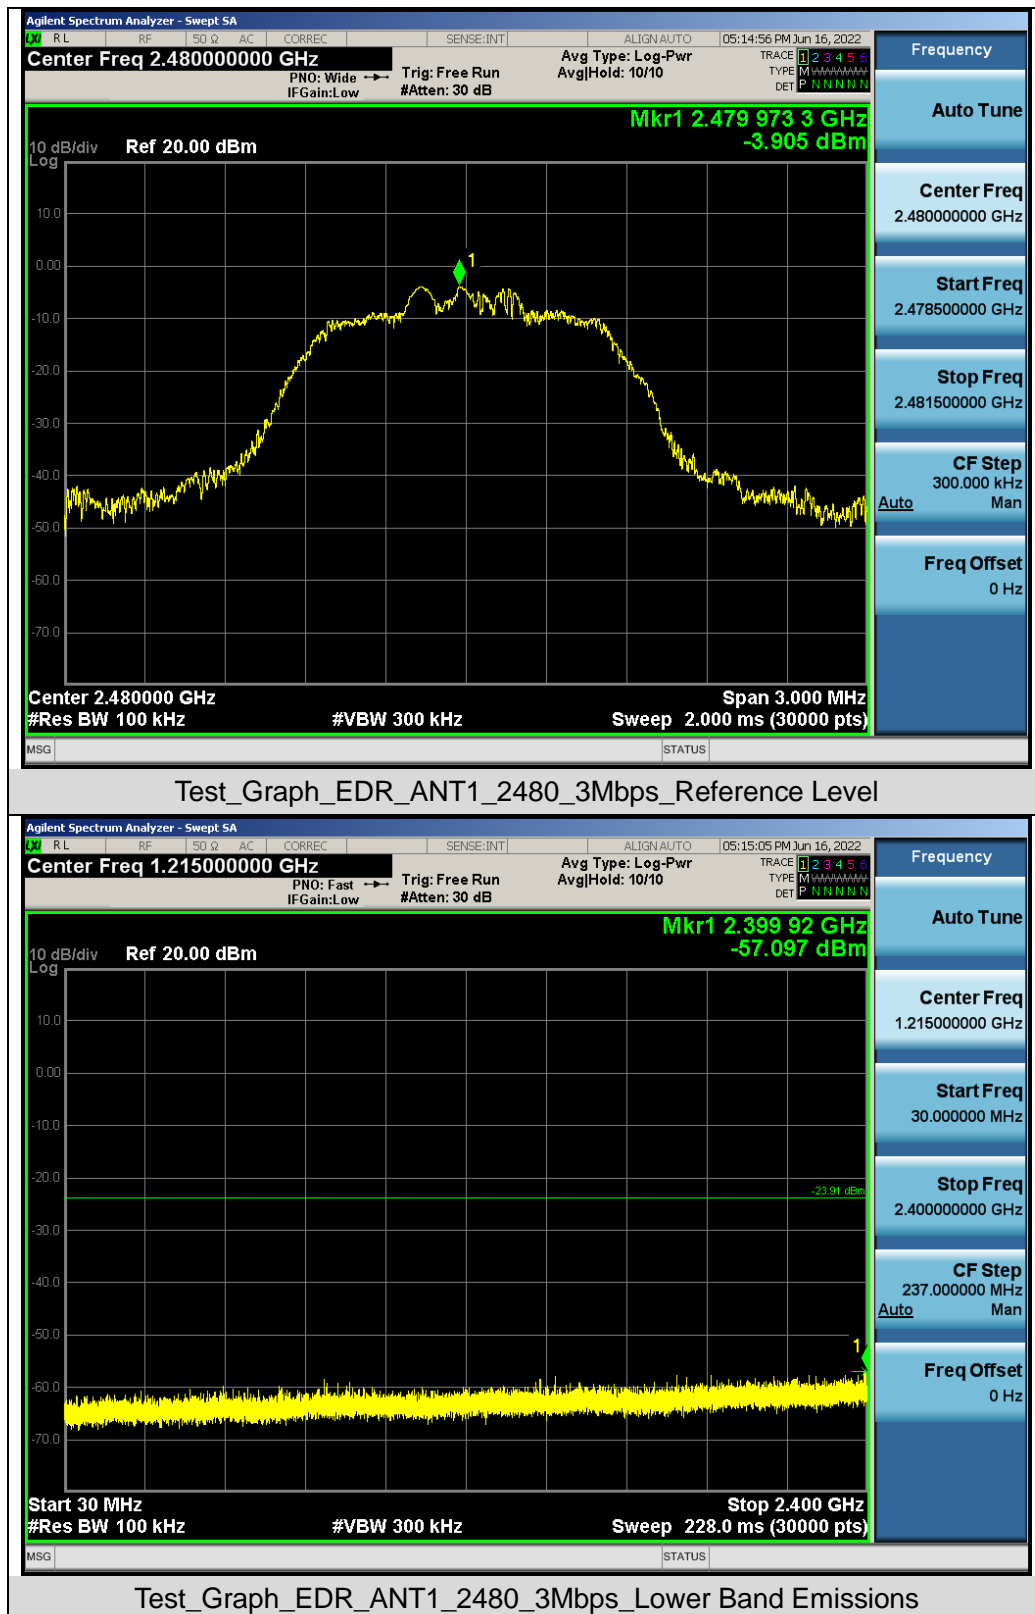 Agilent Spectrum Analyzer - Swept SA
LXI RL RF 50 Ω AC CORREC SENSE:INT ALIGN AUTO 05:14:56 PM Jun 16, 2022
Center Freq 2.480000000 GHz
PNO: Wide
IFGain:Low
Trig: Free Run
#Atten: 30 dB
Avg Type: Log-Pwr
Avg|Hold: 10/10
TRACE 1 2 3 4 5 6
TYPE M
DET P N N N N N
Mkr1 2.479 973 3 GHz
-3.905 dBm
10 dB/div Ref 20.00 dBm
Log
10.0
0.00
-10.0
-20.0
-30.0
-40.0
-50.0
-60.0
-70.0
1
Center 2.480000 GHz Span 3.000 MHz
#Res BW 100 kHz #VBW 300 kHz Sweep 2.000 ms (30000 pts)
MSG STATUS
Frequency
Auto Tune
Center Freq
2.480000000 GHz
Start Freq
2.478500000 GHz
Stop Freq
2.481500000 GHz
CF Step
300.000 kHz
Auto Man
Freq Offset
0 Hz
Test_Graph_EDR_ANT1_2480_3Mbps_Reference Level
Agilent Spectrum Analyzer - Swept SA
LXI RL RF 50 Ω AC CORREC SENSE:INT ALIGN AUTO 05:15:05 PM Jun 16, 2022
Center Freq 1.215000000 GHz
PNO: Fast
IFGain:Low
Trig: Free Run
#Atten: 30 dB
Avg Type: Log-Pwr
Avg|Hold: 10/10
TRACE 1 2 3 4 5 6
TYPE M
DET P N N N N N
Mkr1 2.399 92 GHz
-57.097 dBm
10 dB/div Ref 20.00 dBm
Log
10.0
0.00
-10.0
-20.0
-30.0
-40.0
-50.0
-60.0
-70.0
-23.91 dBm
1
Start 30 MHz Stop 2.400 GHz
#Res BW 100 kHz #VBW 300 kHz Sweep 228.0 ms (30000 pts)
MSG STATUS
Frequency
Auto Tune
Center Freq
1.215000000 GHz
Start Freq
30.000000 MHz
Stop Freq
2.400000000 GHz
CF Step
237.000000 MHz
Auto Man
Freq Offset
0 Hz
Test_Graph_EDR_ANT1_2480_3Mbps_Lower Band Emissions